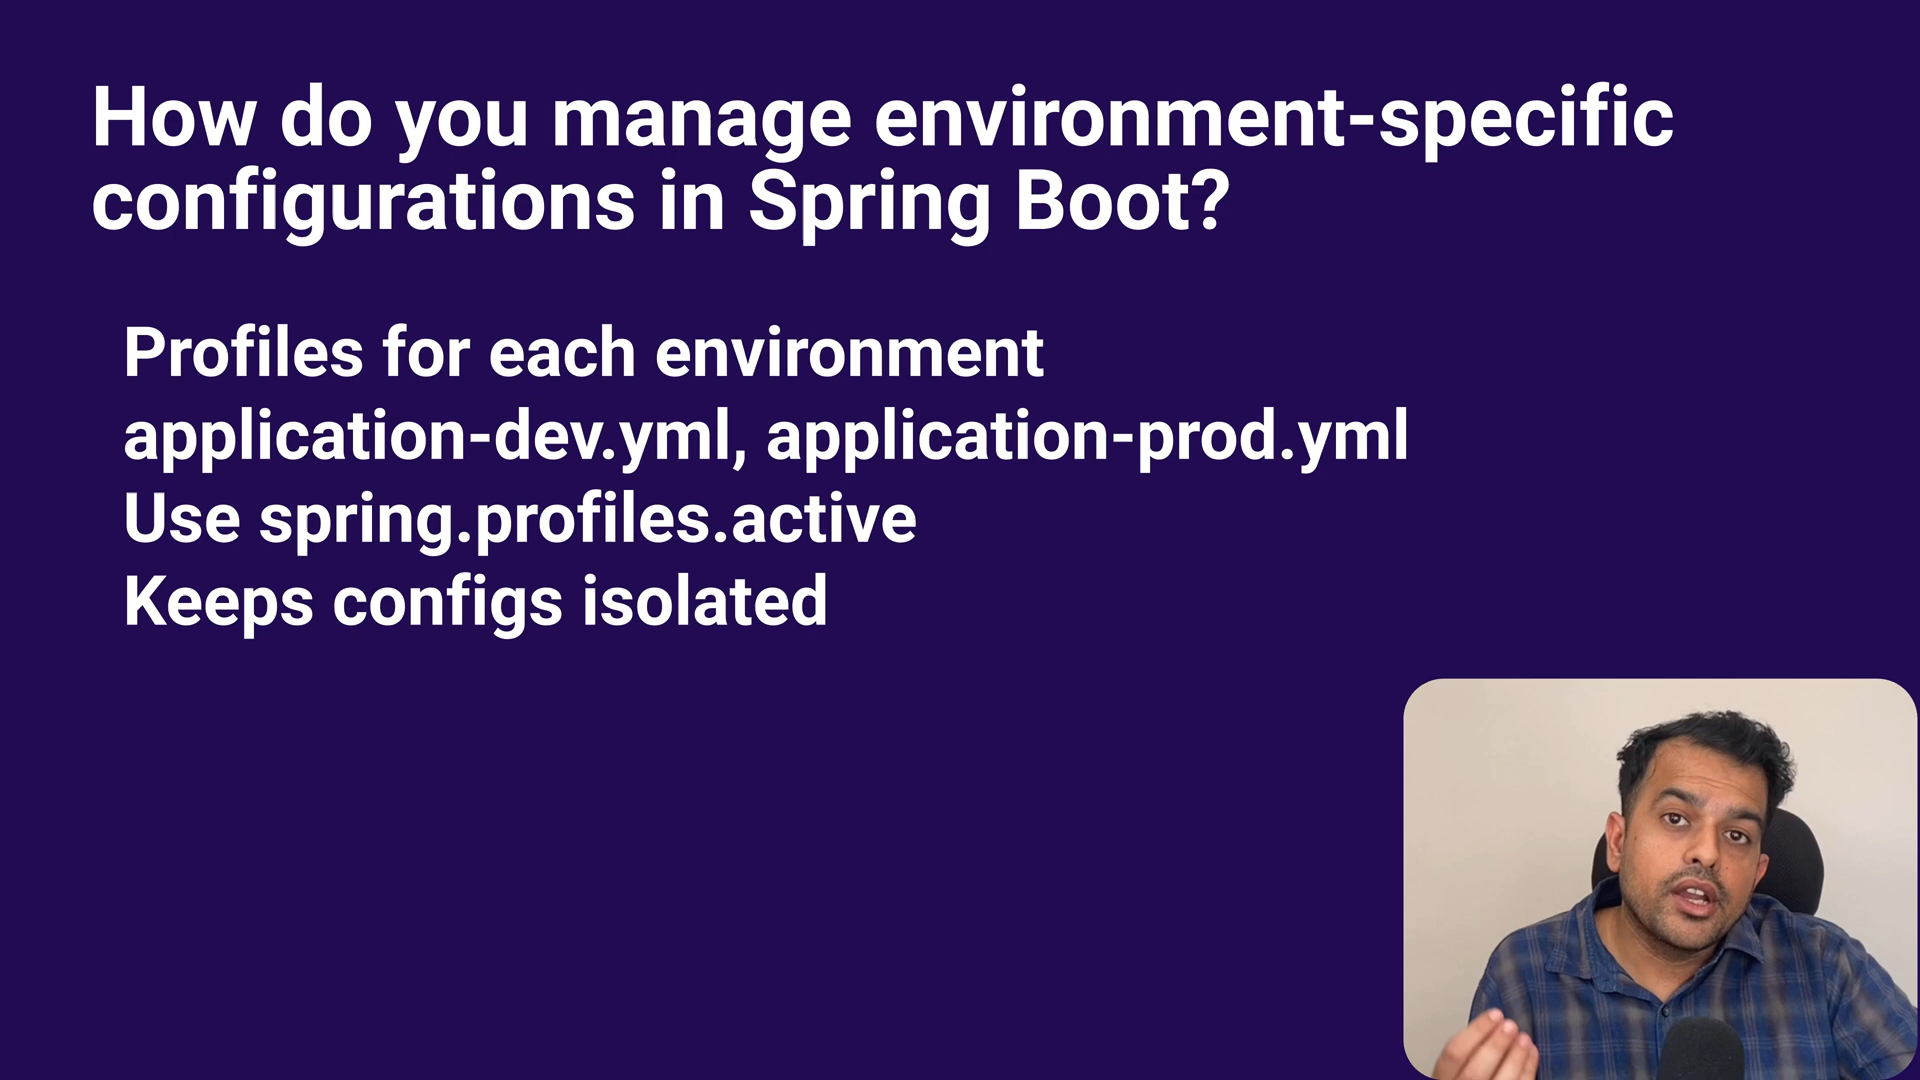 How do you manage environment-specific
configurations in Spring Boot?
Profiles for each environment
application-dev.yml, application-prod.yml
Use spring.profiles.active
Keeps configs isolated